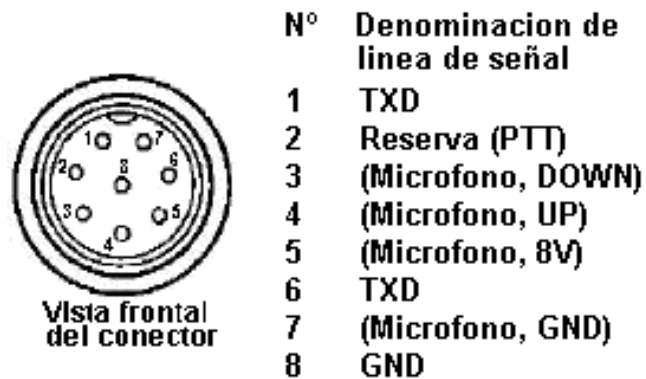 Nº Denominacion de
linea de señal
1 TXD
2 Reserva (PTT)
3 (Microfono, DOWN)
4 (Microfono, UP)
5 (Microfono, 8V)
6 TXD
7 (Microfono, GND)
8 GND
1 7
2 8 6
3 5
4
Vista frontal
del conector